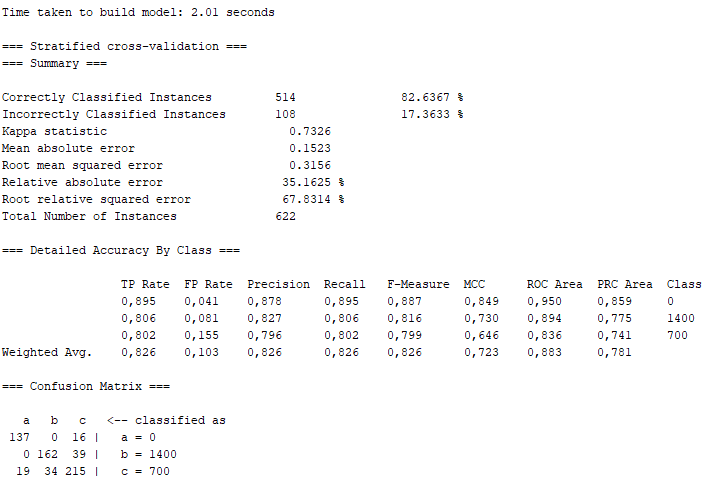 Time taken to build model: 2.01 seconds
=== Stratified cross-validation ===
=== Summary ===
Correctly Classified Instances 514 82.6367 %
Incorrectly Classified Instances 108 17.3633 %
Kappa statistic 0.7326
Mean absolute error 0.1523
Root mean squared error 0.3156
Relative absolute error 35.1625 %
Root relative squared error 67.8314 %
Total Number of Instances 622
=== Detailed Accuracy By Class ===
TP Rate FP Rate Precision Recall F-Measure MCC ROC Area PRC Area Class
0,895 0,041 0,878 0,895 0,887 0,849 0,950 0,859 0
0,806 0,081 0,827 0,806 0,816 0,730 0,894 0,775 1400
0,802 0,155 0,796 0,802 0,799 0,646 0,836 0,741 700
Weighted Avg. 0,826 0,103 0,826 0,826 0,826 0,723 0,883 0,781
=== Confusion Matrix ===
a b c <-- classified as
137 0 16 | a = 0
0 162 39 | b = 1400
19 34 215 | c = 700